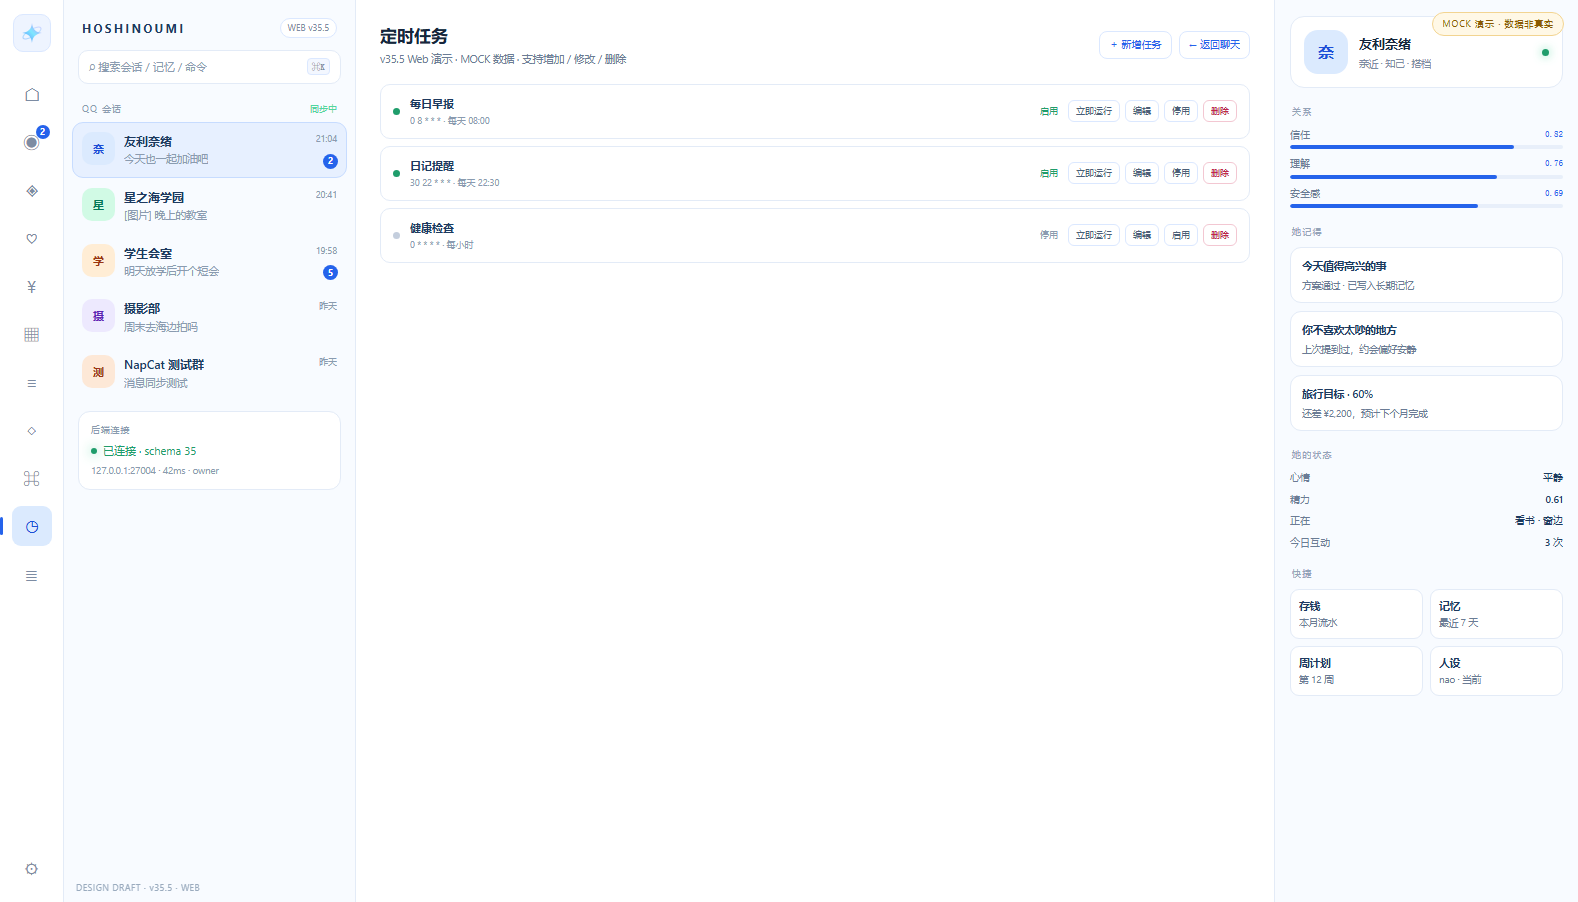 HOSHINOUMI
WEB v35.5
搜索会话 / 记忆 / 命令
⌘K
QQ 会话
同步中
奈
友利奈绪
21:04
今天也一起加油吧
2
星
星之海学园
20:41
[图片] 晚上的教室
学
学生会室
19:58
明天放学后开个短会
5
摄
摄影部
昨天
周末去海边拍吗
测
NapCat 测试群
昨天
消息同步测试
后端连接
已连接 · schema 35
127.0.0.1:27004 · 42ms · owner
DESIGN DRAFT · v35.5 · WEB
2
¥
定时任务
v35.5 Web 演示 · MOCK 数据 · 支持增加 / 修改 / 删除
+ 新增任务
← 返回聊天
每日早报
0 8 * * * · 每天 08:00
启用
立即运行
编辑
停用
删除
日记提醒
30 22 * * * · 每天 22:30
启用
立即运行
编辑
停用
删除
健康检查
0 * * * * · 每小时
停用
立即运行
编辑
启用
删除
MOCK 演示 · 数据非真实
奈
友利奈绪
亲近 · 知己 · 搭档
关系
信任
0.82
理解
0.76
安全感
0.69
她记得
今天值得高兴的事
方案通过 · 已写入长期记忆
你不喜欢太吵的地方
上次提到过，约会偏好安静
旅行目标 · 60%
还差 ¥2,200，预计下个月完成
她的状态
心情
平静
精力
0.61
正在
看书 · 窗边
今日互动
3 次
快捷
存钱
本月流水
记忆
最近 7 天
周计划
第 12 周
人设
nao · 当前